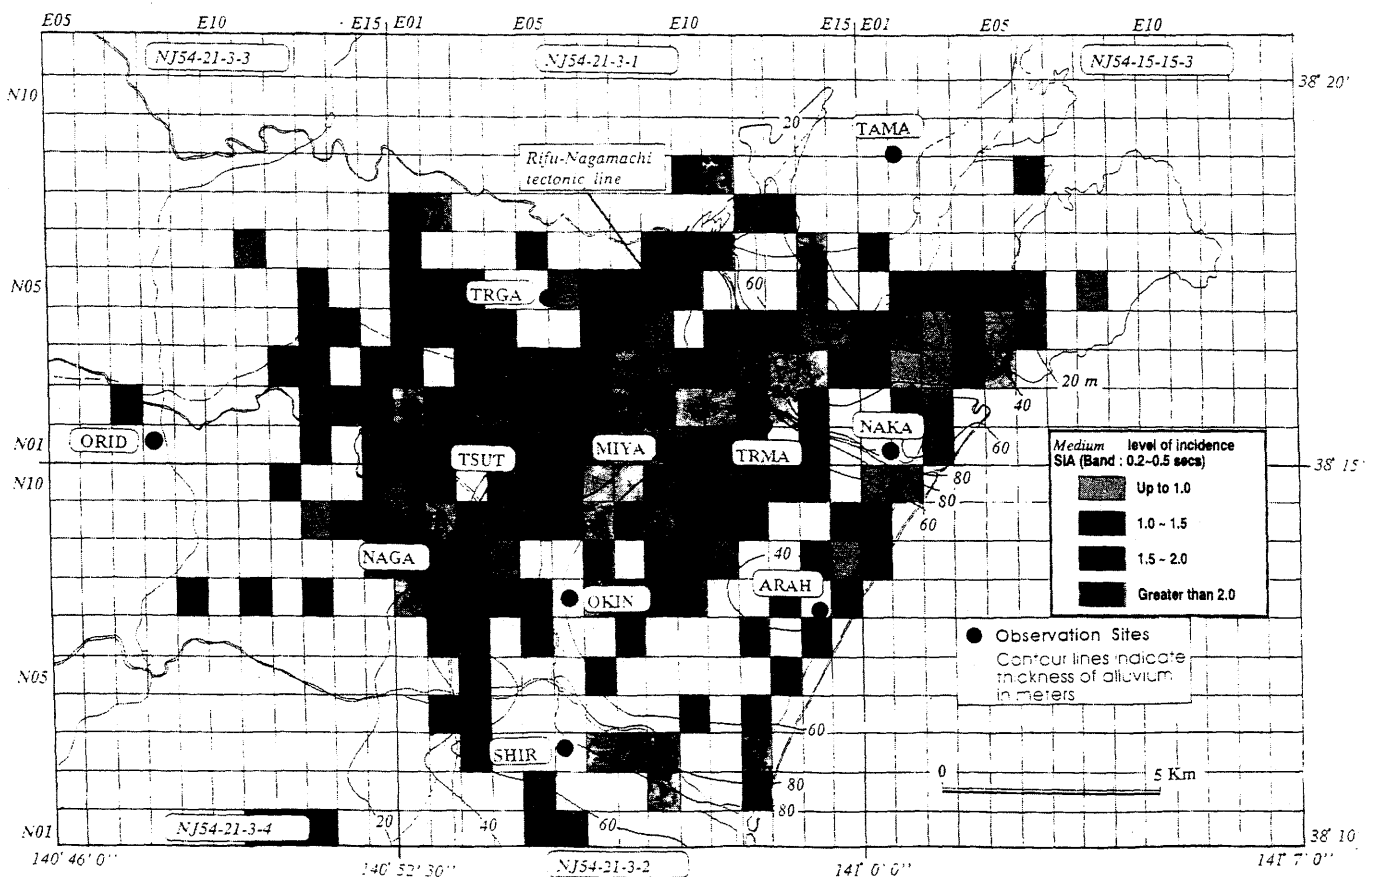 E05 E10 E15 E01 E05 E10 E15 E01 E05 E10
NJ54-21-3-3
NJ54-21-3-1
NJ54-15-15-3
38° 20'
N10
20
TAMA
Rifu-Nagamachi
tectonic line
N05
TRGA
60
20 m
40
ORID
N01
TSUT
MIYA
TRMA
NAKA
60
Medium level of incidence
SIA (Band : 0.2~0.5 secs)
38° 15'
N10
80
80
60
Up to 1.0
1.0 ~ 1.5
1.5 ~ 2.0
Greater than 2.0
NAGA
40
ARAH
OKIN
Observation Sites
Contour lines indicate
thickness of alluvium
in meters
N05
60
SHIR
0 5 Km
80
80
N01
NJ54-21-3-4
20
40
60
38° 10'
140° 46' 0''
140° 52' 30''
NJ54-21-3-2
141° 0' 0''
141° 7' 0''